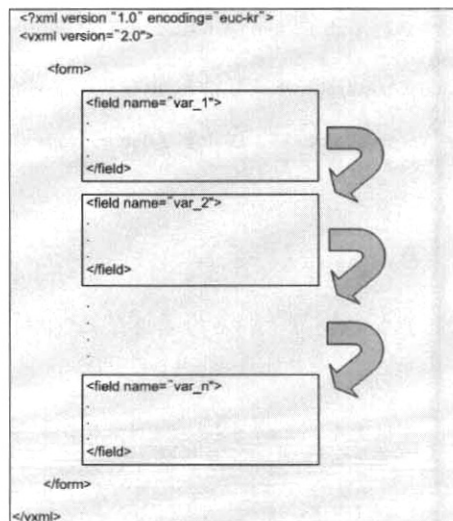 <?xml version "1.0" encoding="euc-kr">
<vxml version="2.0">
<form>
<field name="var_1">
.
.
.
</field>
<field name="var_2">
.
.
.
</field>
.
.
.
<field name="var_n">
.
.
.
</field>
</form>
</vxml>